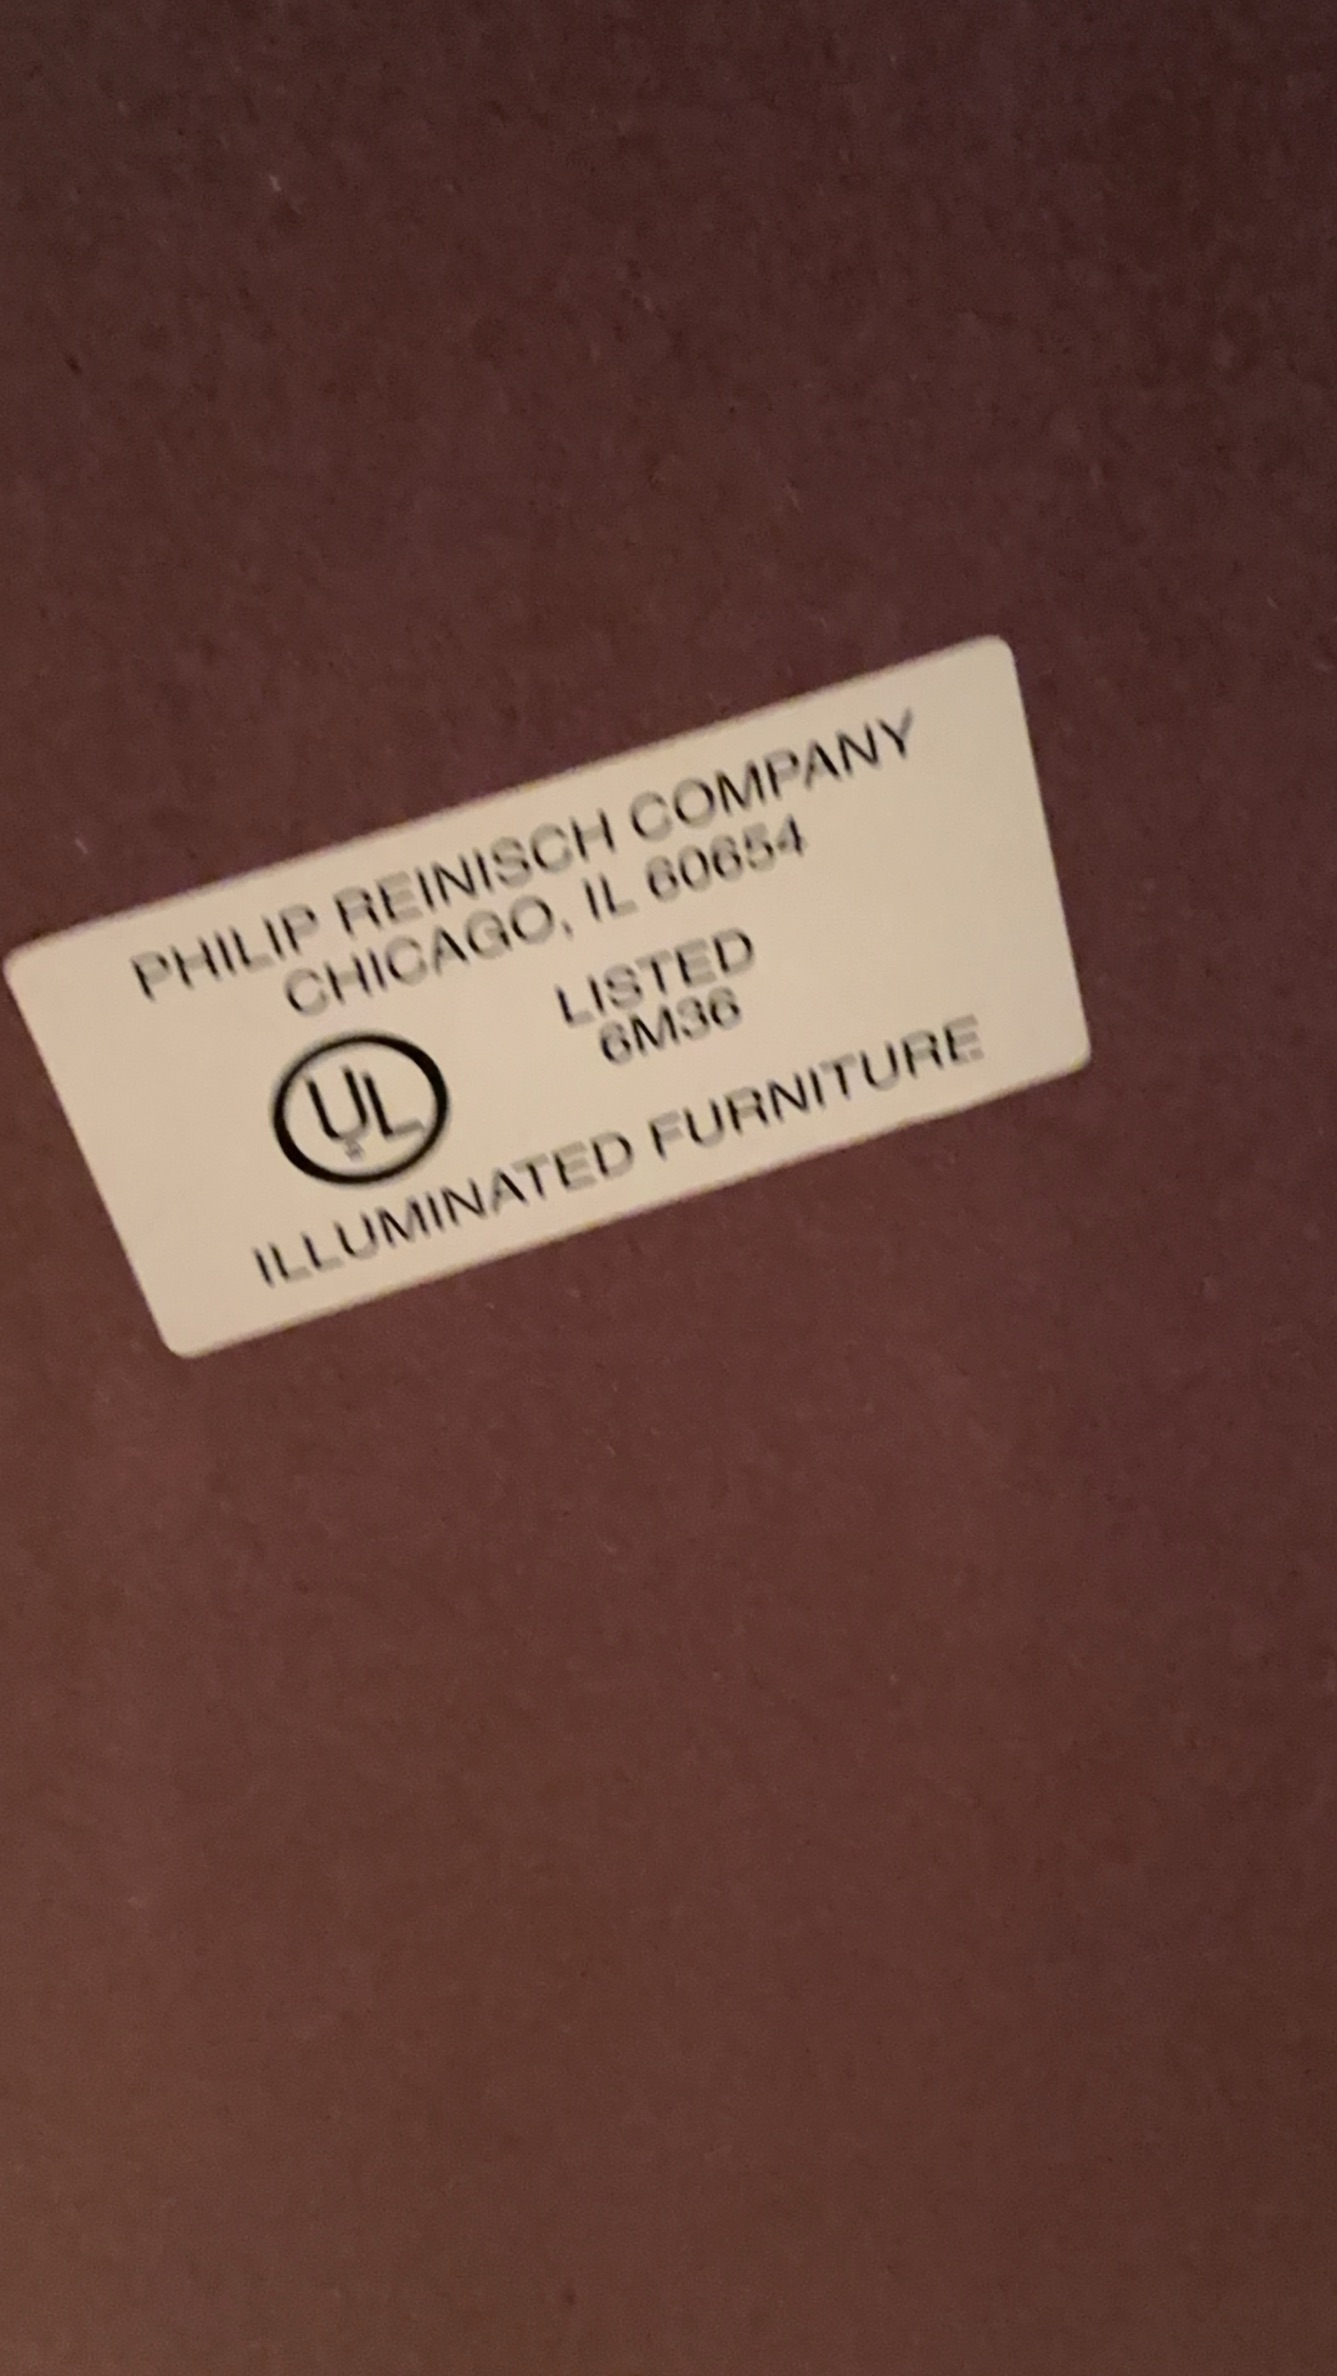 PHILIP REINISCH COMPANY
CHICAGO, IL 60654
LISTED
6M36
UL
®
ILLUMINATED FURNITURE